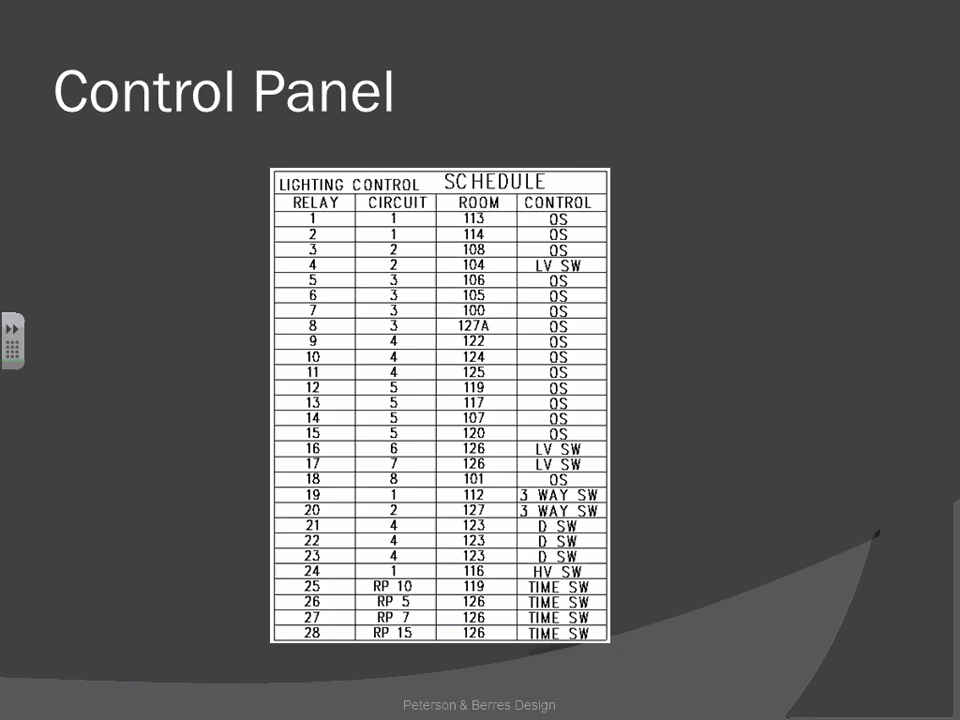 Control Panel
LIGHTING CONTROL SCHEDULE
RELAY CIRCUIT ROOM CONTROL
1 1 113 OS
2 1 114 OS
3 2 108 OS
4 2 104 LV SW
5 3 106 OS
6 3 105 OS
7 3 100 OS
8 3 127A OS
9 4 122 OS
10 4 124 OS
11 4 125 OS
12 5 119 OS
13 5 117 OS
14 5 107 OS
15 5 120 OS
16 6 126 LV SW
17 7 126 LV SW
18 8 101 OS
19 1 112 3 WAY SW
20 2 127 3 WAY SW
21 4 123 D SW
22 4 123 D SW
23 4 123 D SW
24 1 116 HV SW
25 RP 10 119 TIME SW
26 RP 5 126 TIME SW
27 RP 7 126 TIME SW
28 RP 15 126 TIME SW
Peterson & Berres Design